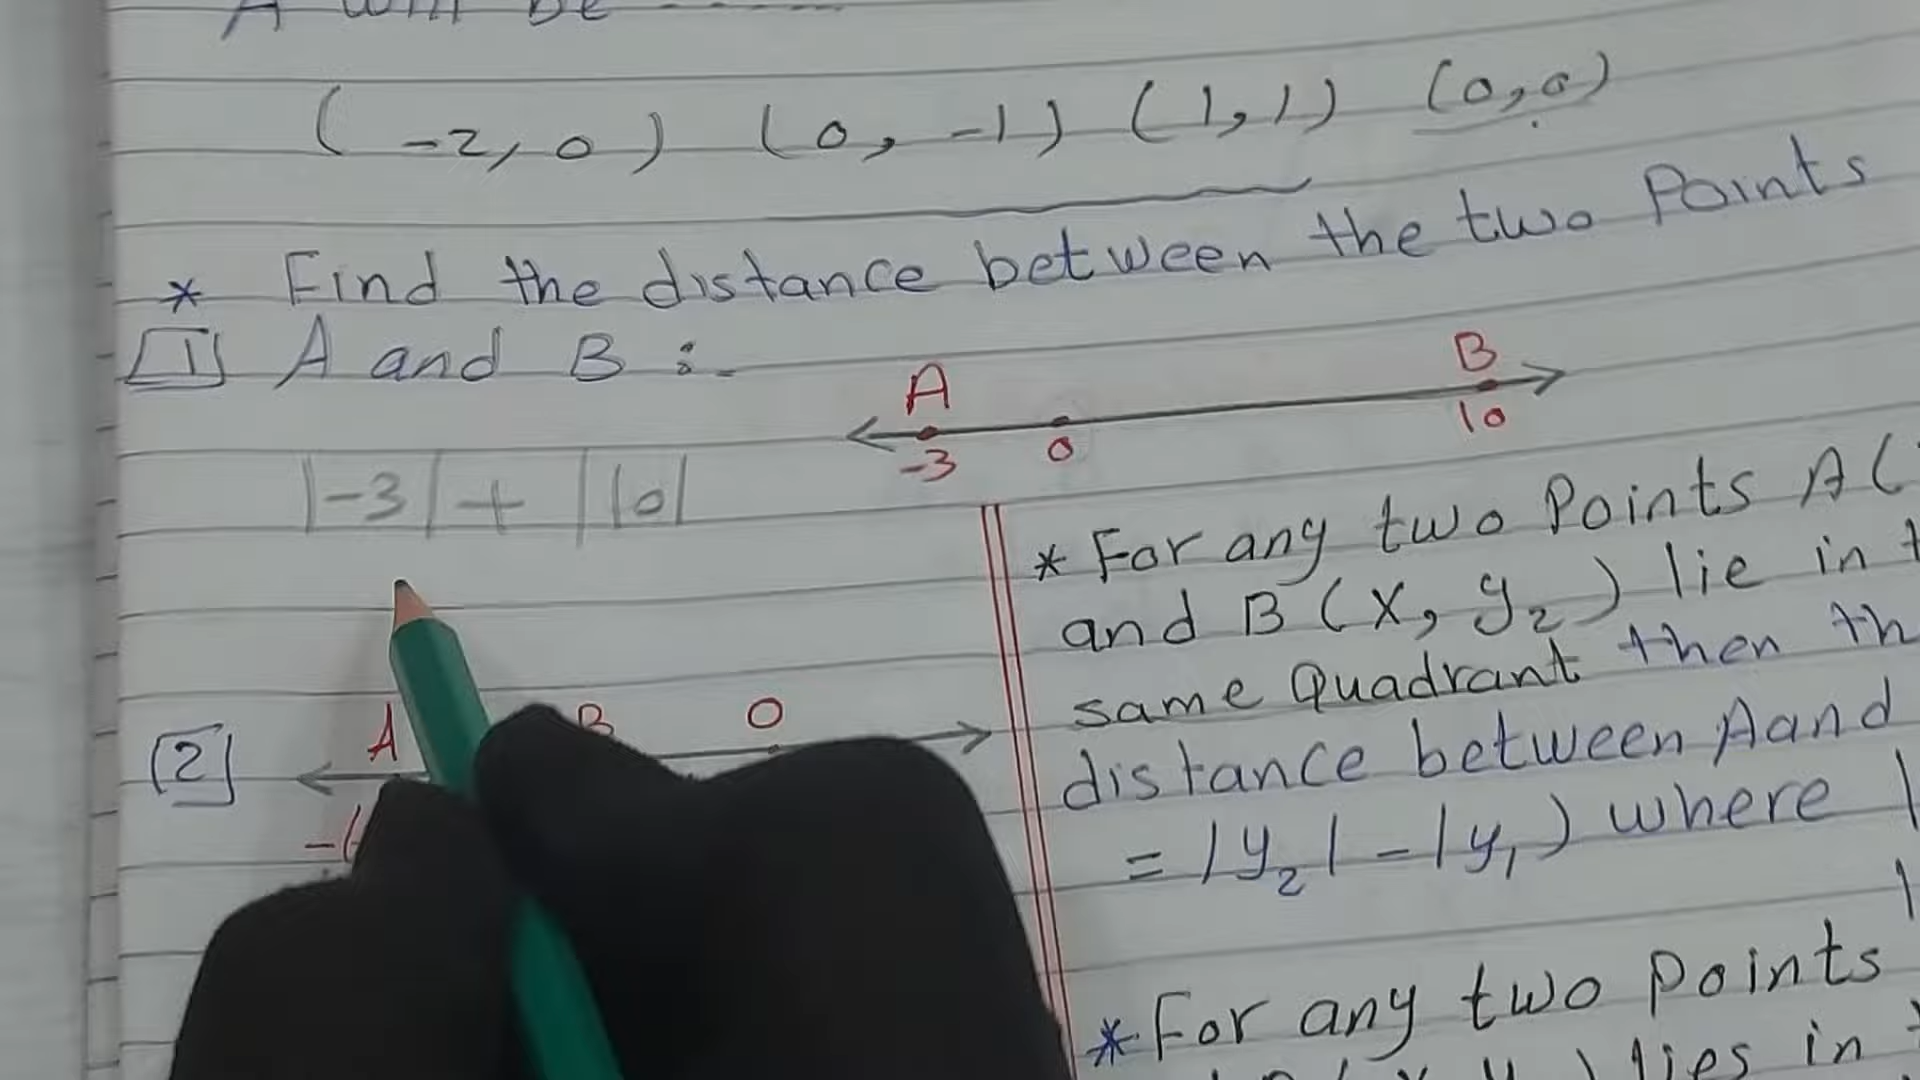 A will be
( -2, 0 ) (0, -1) (1,1) (0,0)
* Find the distance between the two Points
[1] A and B :-
A B
-3 0 10
|-3| + |10|
[2] A B O
* For any two Points A(
and B (x, y₂) lie in
same Quadrant then th
distance between A and
= |y₂| - |y₁) where |
* For any two points
lies in